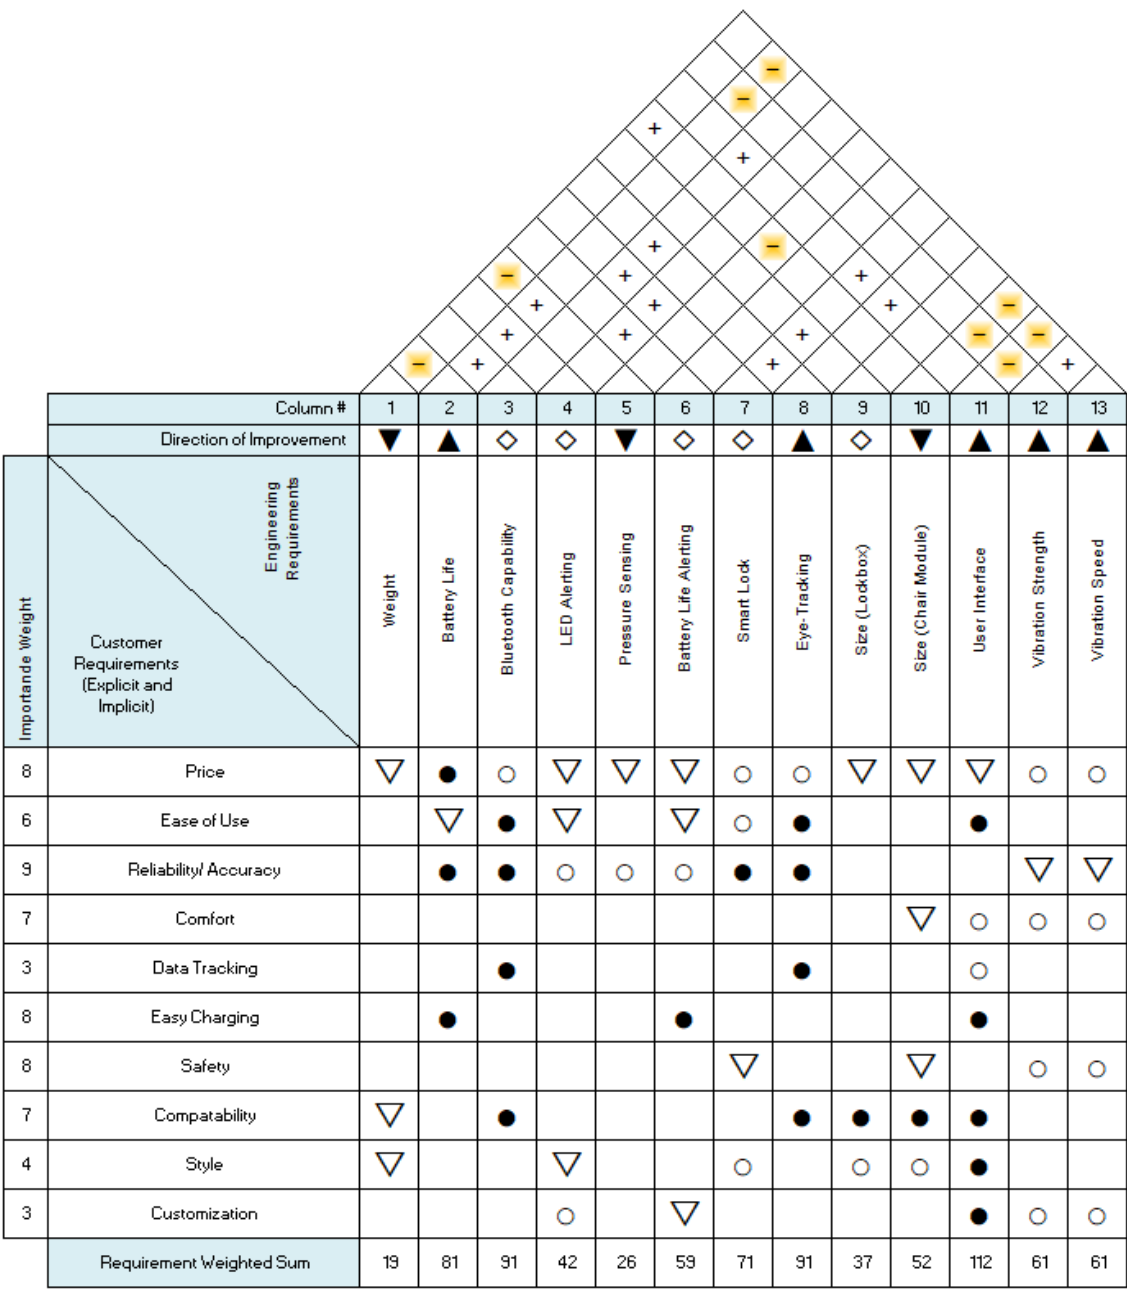 −
−
+
+
+
−
− + +
+ + −
+ + − −
− + + − +
Column # 1 2 3 4 5 6 7 8 9 10 11 12 13
Direction of Improvement ▼ ▲ ◇ ◇ ▼ ◇ ◇ ▲ ◇ ▼ ▲ ▲ ▲
Importande Weight
Engineering
Requirements
Customer
Requirements
(Explicit and
Implicit)
Weight
Battery Life
Bluetooth Capability
LED Alerting
Pressure Sensing
Battery Life Alerting
Smart Lock
Eye-Tracking
Size (Lockbox)
Size (Chair Module)
User Interface
Vibration Strength
Vibration Speed
8 Price ▽ ● ○ ▽ ▽ ▽ ○ ○ ▽ ▽ ▽ ○ ○
6 Ease of Use ▽ ● ▽ ▽ ○ ● ●
9 Reliability/ Accuracy ● ● ○ ○ ○ ● ● ▽ ▽
7 Comfort ▽ ○ ○ ○
3 Data Tracking ● ● ○
8 Easy Charging ● ● ●
8 Safety ▽ ▽ ○ ○
7 Compatability ▽ ● ● ● ● ●
4 Style ▽ ▽ ○ ○ ○ ●
3 Customization ○ ▽ ● ○ ○
Requirement Weighted Sum 19 81 91 42 26 59 71 91 37 52 112 61 61